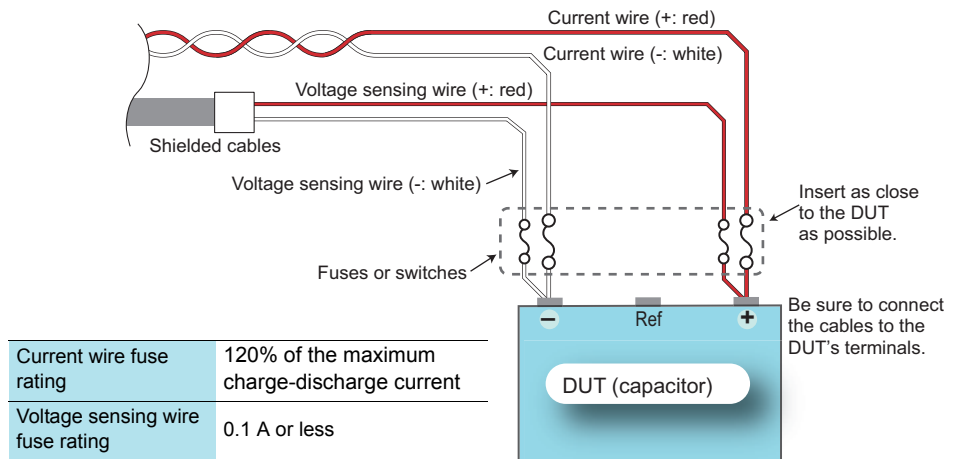 Current wire (+: red)
Current wire (-: white)
Voltage sensing wire (+: red)
Shielded cables
Voltage sensing wire (-: white)
Insert as close
to the DUT
as possible.
Fuses or switches
Be sure to connect
the cables to the
DUT's terminals.
−
Ref
+
DUT (capacitor)
Current wire fuse
rating
120% of the maximum
charge-discharge current
Voltage sensing wire
fuse rating
0.1 A or less